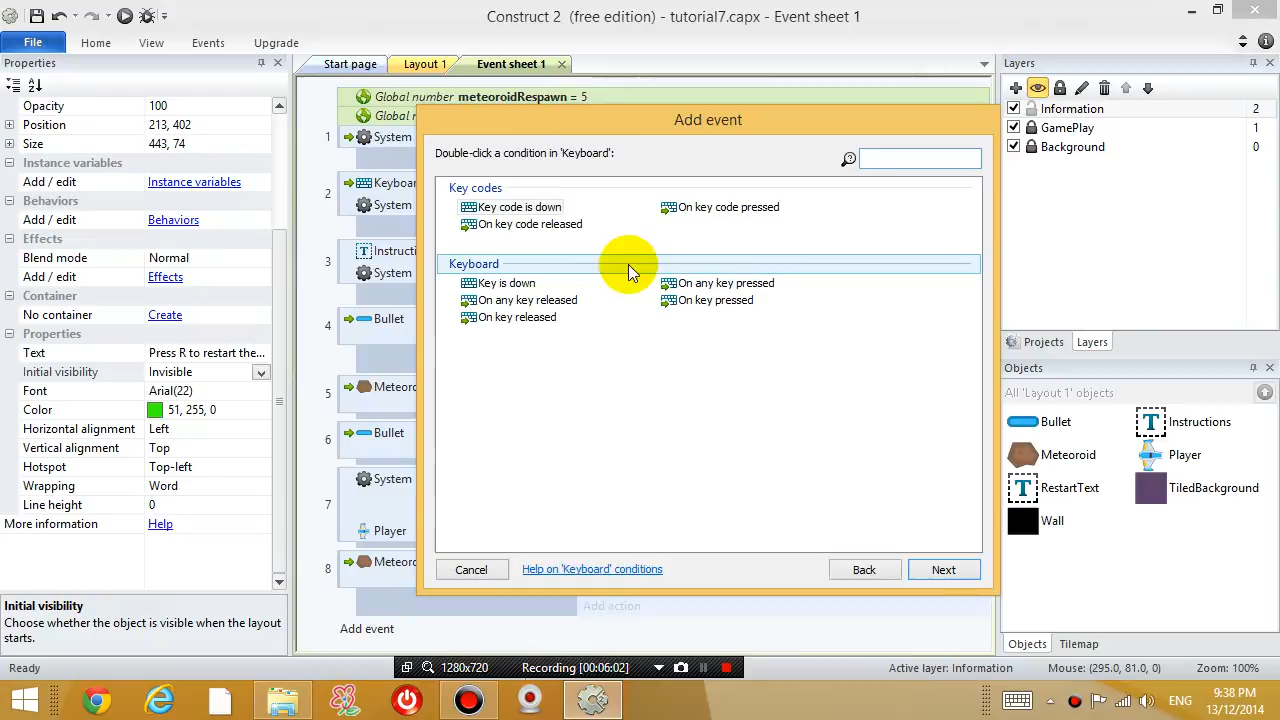 Construct 2  (free edition) - tutorial7.capx - Event sheet 1
File
Home
View
Events
Upgrade
Properties
Start page
Layout 1
Event sheet 1
Layers
Opacity 100
Position 213, 402
Size 443, 74
Instance variables
Add / edit Instance variables
Behaviors
Add / edit Behaviors
Effects
Blend mode Normal
Add / edit Effects
Container
No container Create
Properties
Text Press R to restart the...
Initial visibility Invisible
Font Arial(22)
Color 51, 255, 0
Horizontal alignment Left
Vertical alignment Top
Hotspot Top-left
Wrapping Word
Line height 0
More information Help
Initial visibility
Choose whether the object is visible when the layout
starts.
Global number meteoroidRespawn = 5
Global n
1 System
2 Keyboar
System
3 T Instructi
System
4 Bullet
5 Meteoro
6 Bullet
7 System
Player
8 Meteoro
Add action
Add event
Add event
Double-click a condition in 'Keyboard':
Key codes
Key code is down On key code pressed
On key code released
Keyboard
Key is down On any key pressed
On any key released On key pressed
On key released
Cancel
Help on 'Keyboard' conditions
Back
Next
Information 2
GamePlay 1
Background 0
Projects
Layers
Objects
All 'Layout 1' objects
Bullet T Instructions
Meteoroid Player
T RestartText TiledBackground
Wall
Objects
Tilemap
Ready
1280x720
Recording [00:06:02]
Active layer: Information
Mouse: (295.0, 81.0, 0)
Zoom: 100%
ENG
9:38 PM
13/12/2014